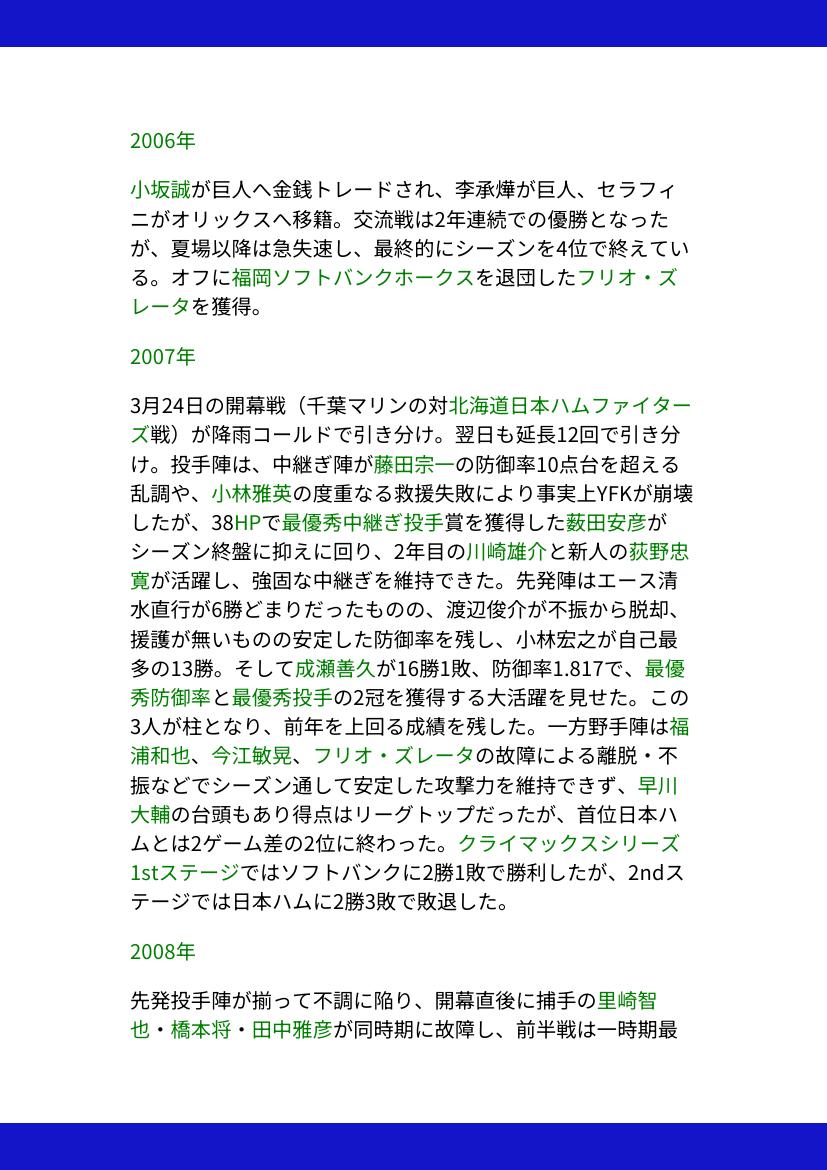 2006年
小坂誠が巨人へ金銭トレードされ、李承燁が巨人、セラフィ
ニがオリックスへ移籍。交流戦は2年連続での優勝となった
が、夏場以降は急失速し、最終的にシーズンを4位で終えてい
る。オフに福岡ソフトバンクホークスを退団したフリオ・ズ
レータを獲得。
2007年
3月24日の開幕戦（千葉マリンの対北海道日本ハムファイター
ズ戦）が降雨コールドで引き分け。翌日も延長12回で引き分
け。投手陣は、中継ぎ陣が藤田宗一の防御率10点台を超える
乱調や、小林雅英の度重なる救援失敗により事実上YFKが崩壊
したが、38HPで最優秀中継ぎ投手賞を獲得した薮田安彦が
シーズン終盤に抑えに回り、2年目の川崎雄介と新人の荻野忠
寛が活躍し、強固な中継ぎを維持できた。先発陣はエース清
水直行が6勝どまりだったものの、渡辺俊介が不振から脱却、
援護が無いものの安定した防御率を残し、小林宏之が自己最
多の13勝。そして成瀬善久が16勝1敗、防御率1.817で、最優
秀防御率と最優秀投手の2冠を獲得する大活躍を見せた。この
3人が柱となり、前年を上回る成績を残した。一方野手陣は福
浦和也、今江敏晃、フリオ・ズレータの故障による離脱・不
振などでシーズン通して安定した攻撃力を維持できず、早川
大輔の台頭もあり得点はリーグトップだったが、首位日本ハ
ムとは2ゲーム差の2位に終わった。クライマックスシリーズ
1stステージではソフトバンクに2勝1敗で勝利したが、2ndス
テージでは日本ハムに2勝3敗で敗退した。
2008年
先発投手陣が揃って不調に陥り、開幕直後に捕手の里崎智
也・橋本将・田中雅彦が同時期に故障し、前半戦は一時期最